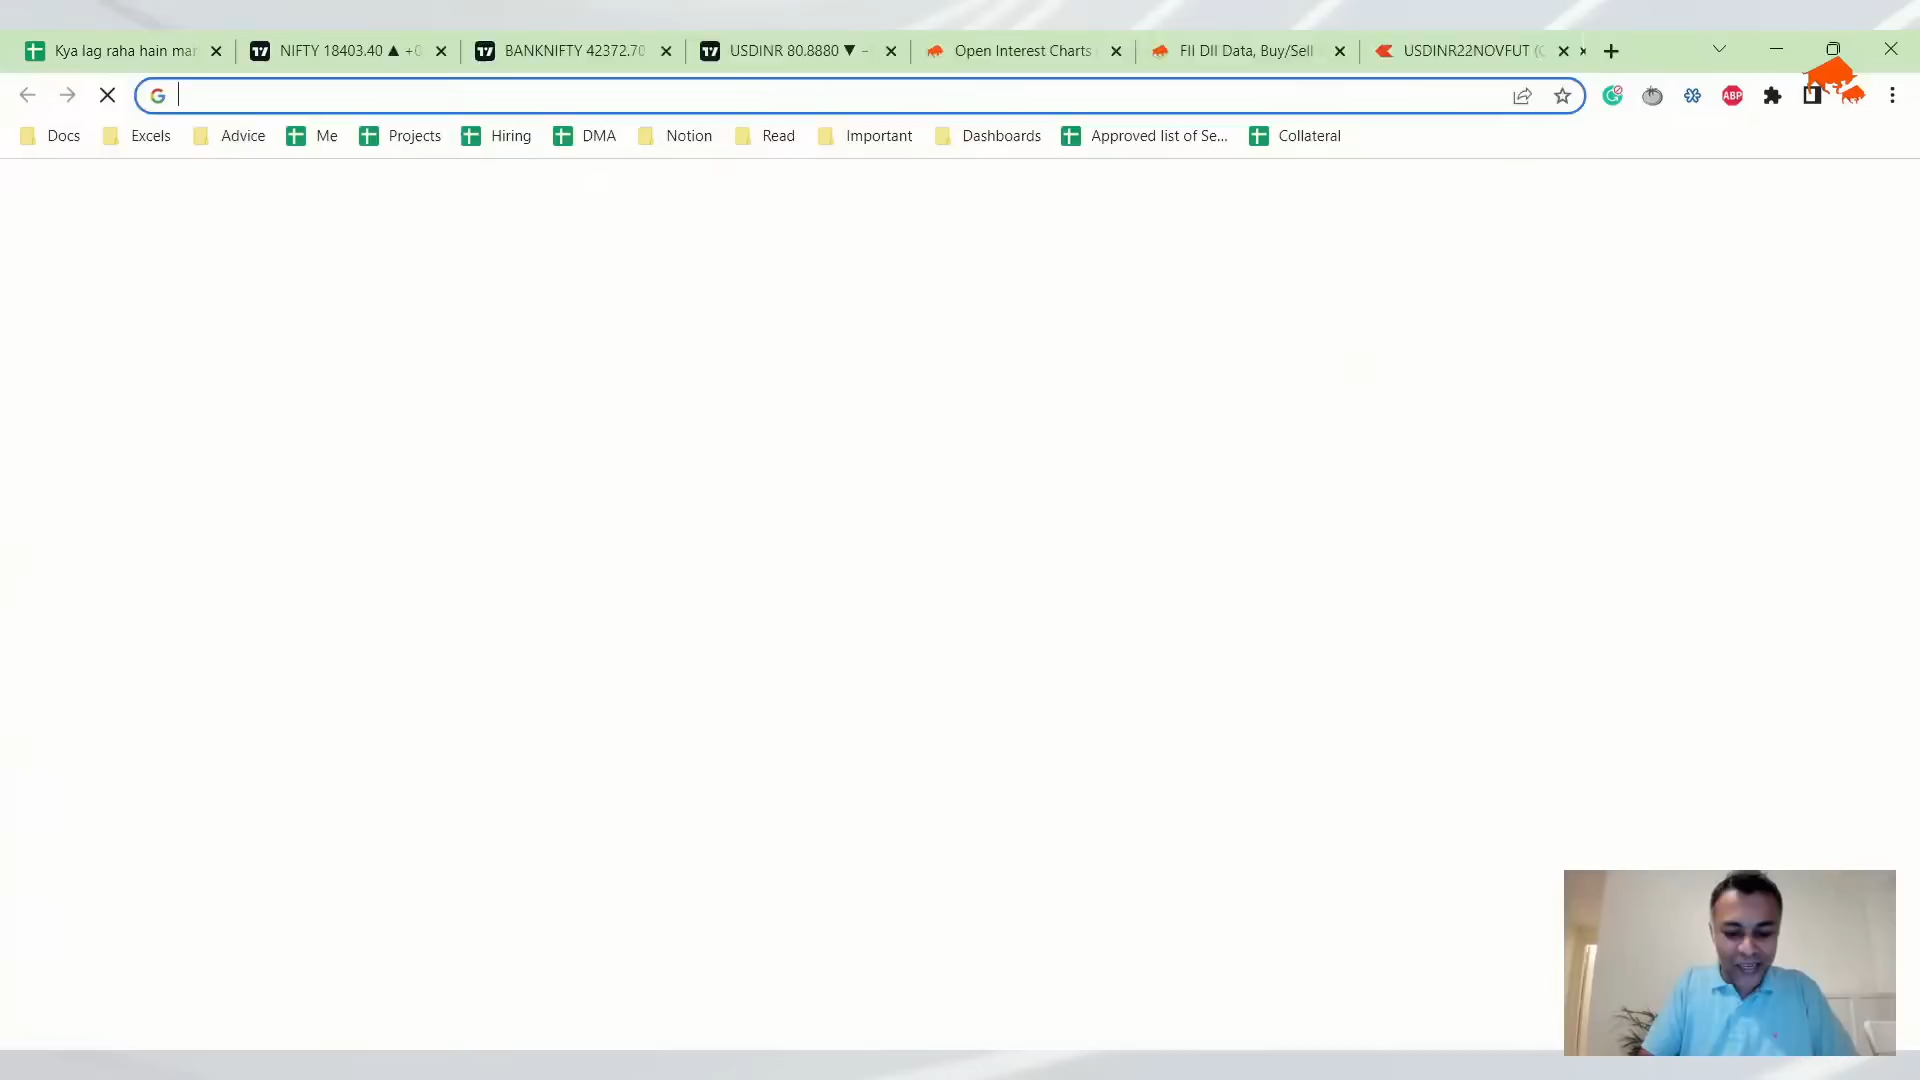 Kya lag raha hain mar
NIFTY 18403.40 ▲ +0
BANKNIFTY 42372.70
USDINR 80.8880 ▼ −
Open Interest Charts
FII DII Data, Buy/Sell
USDINR22NOVFUT (
ABP
Docs
Excels
Advice
Me
Projects
Hiring
DMA
Notion
Read
Important
Dashboards
Approved list of Se...
Collateral